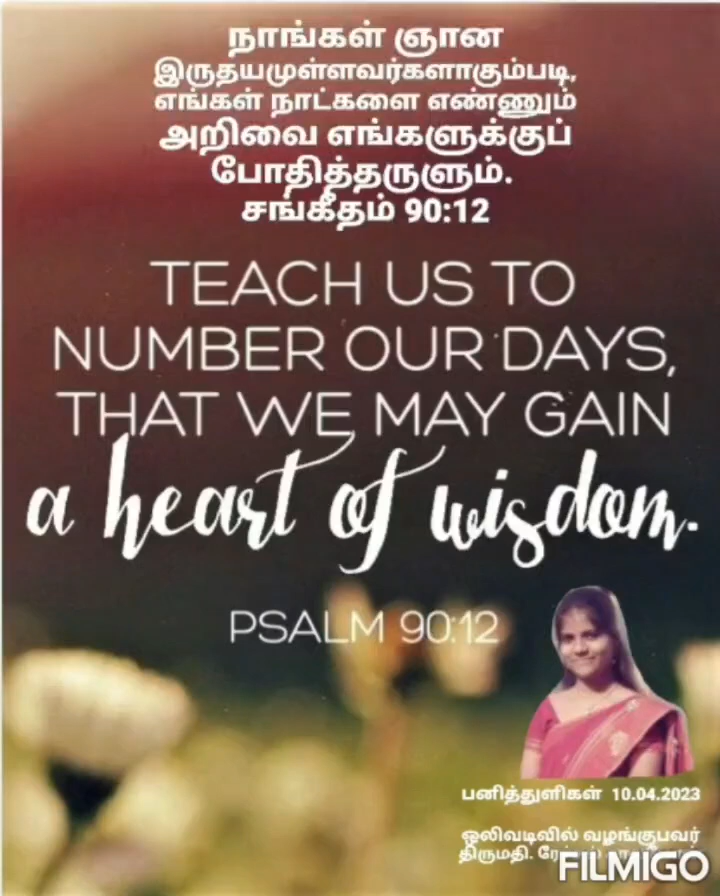 நாங்கள் ஞான
இருதயமுள்ளவர்களாகும்படி,
எங்கள் நாட்களை எண்ணும்
அறிவை எங்களுக்குப்
போதித்தருளும்.
சங்கீதம் 90:12
TEACH US TO
NUMBER OUR DAYS,
THAT WE MAY GAIN
a heart of wisdom.
PSALM 90:12
பனித்துளிகள் 10.04.2023
ஒலிவடிவில் வழங்குபவர்
திருமதி.
FILMIGO